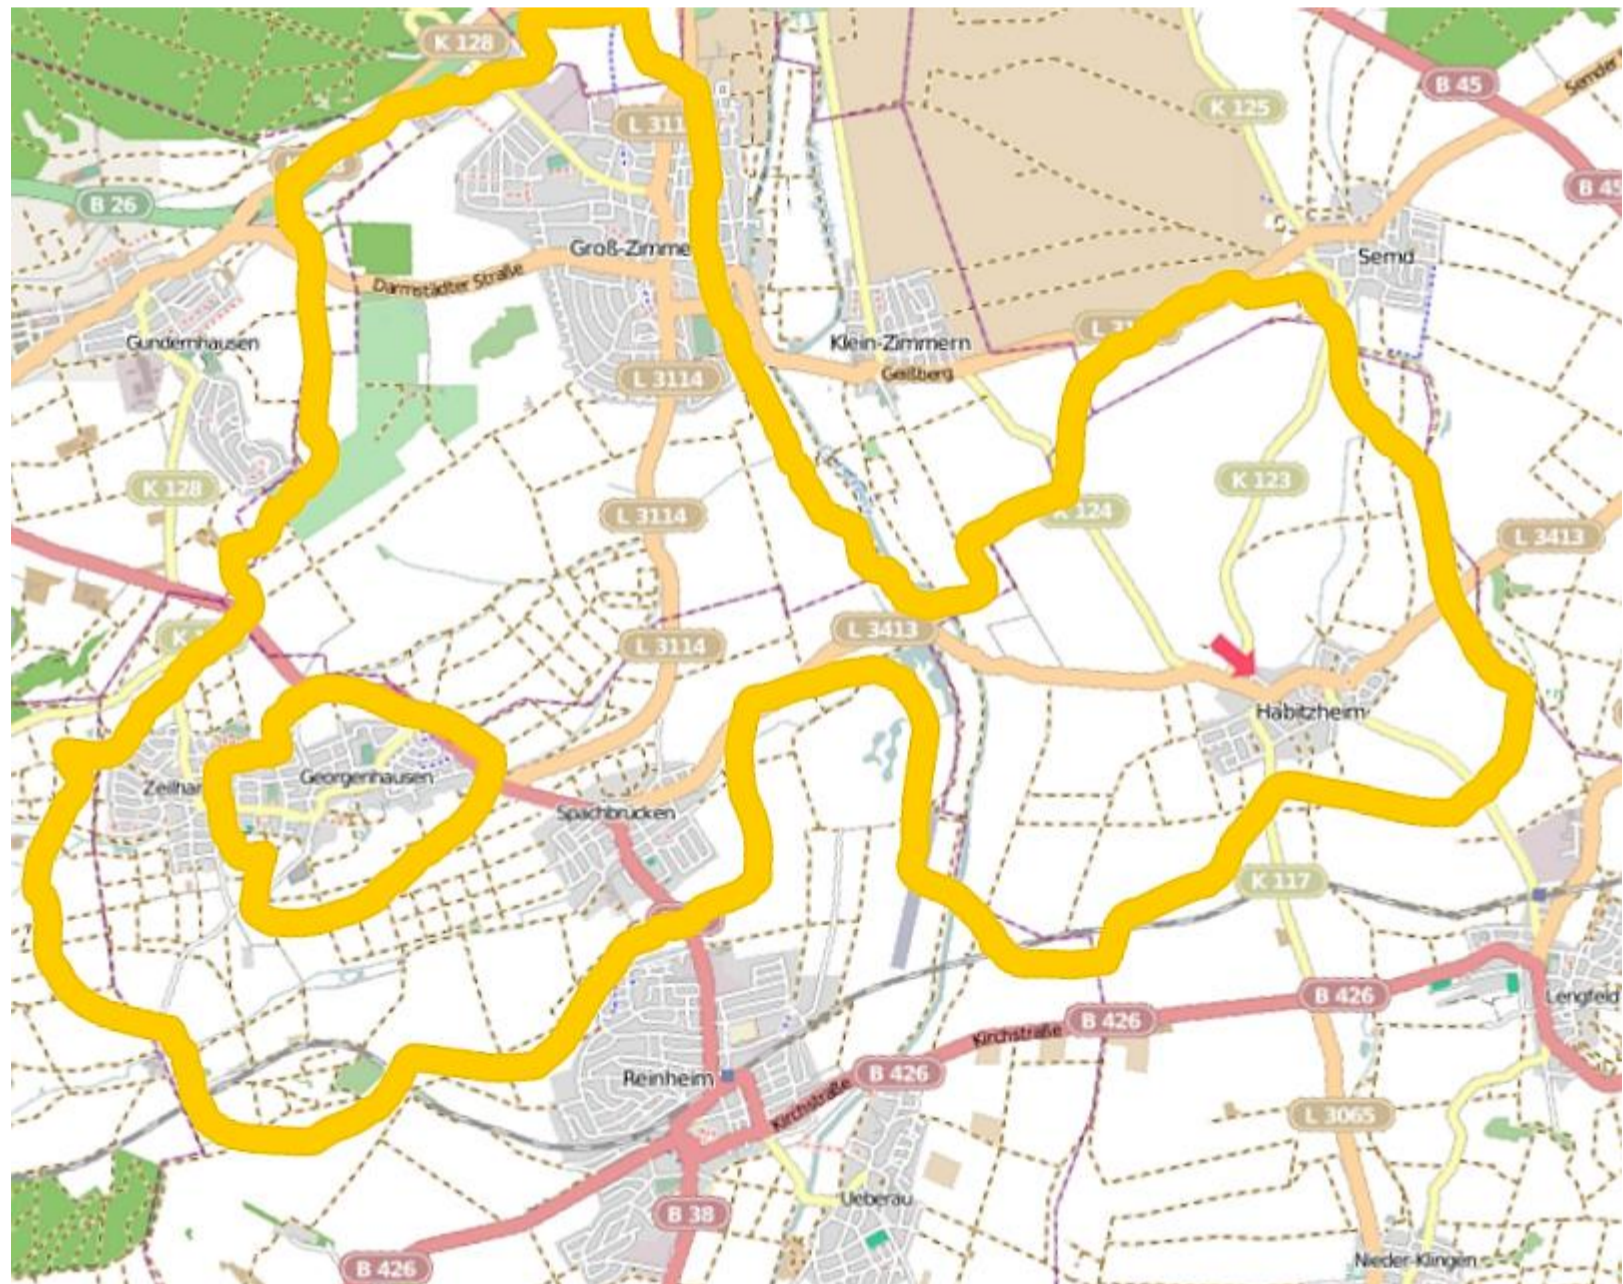 K 128
B 45
Semder
K 125
L 311
B 45
B 26
Groß-Zimme
Semd
Darmstädter Straße
Gundernhausen
Klein-Zimmern
Geißberg
L 3114
K 128
K 123
L 3114
124
L 3413
L 3413
L 3114
Habitzheim
Georgenhausen
Zeilhar
Spachbrücken
K 117
B 426
Lengfeld
B 426
Kirchstraße
Reinheim
B 426
Kirchstraße
L 3065
Ueberau
B 38
Nieder-Klingen
B 426